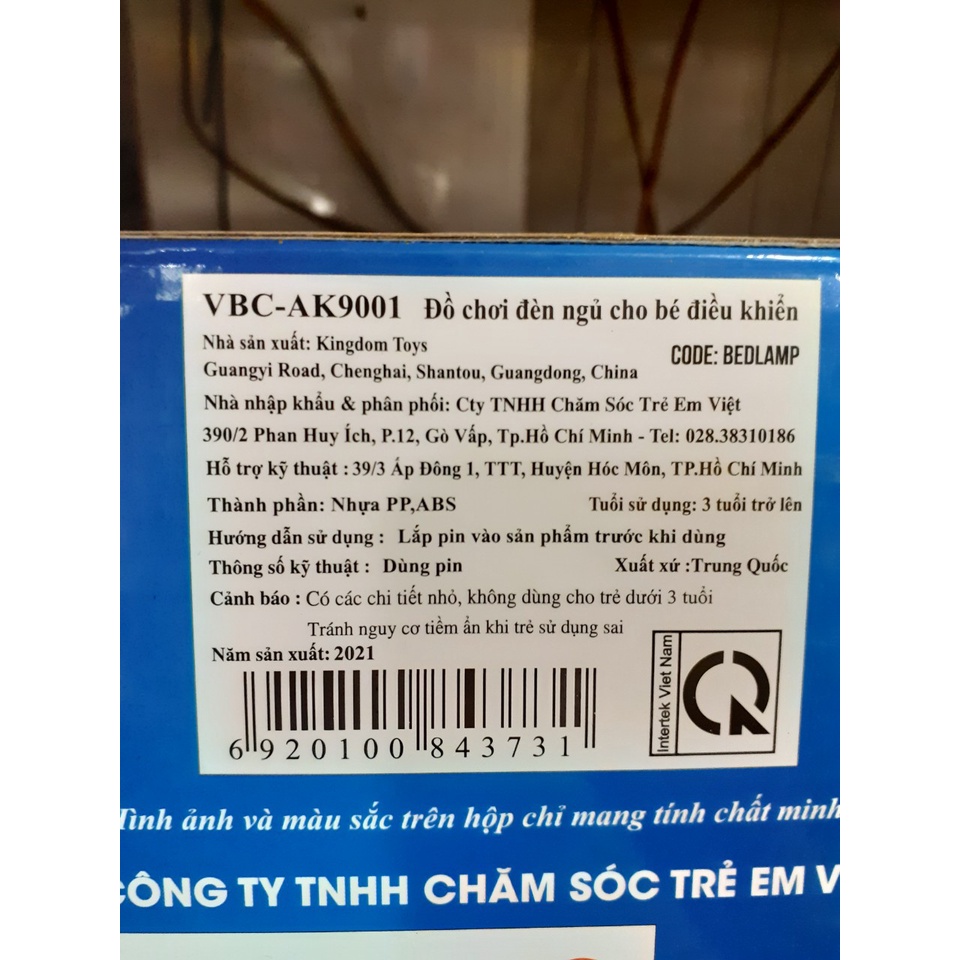 VBC-AK9001 Đồ chơi đèn ngủ cho bé điều khiển
Nhà sản xuất: Kingdom Toys
CODE: BEDLAMP
Guangyi Road, Chenghai, Shantou, Guangdong, China
Nhà nhập khẩu & phân phối: Cty TNHH Chăm Sóc Trẻ Em Việt
390/2 Phan Huy Ích, P.12, Gò Vấp, Tp.Hồ Chí Minh - Tel: 028.38310186
Hỗ trợ kỹ thuật : 39/3 Ấp Đông 1, TTT, Huyện Hóc Môn, TP.Hồ Chí Minh
Thành phần: Nhựa PP,ABS Tuổi sử dụng: 3 tuổi trở lên
Hướng dẫn sử dụng : Lắp pin vào sản phẩm trước khi dùng
Thông số kỹ thuật : Dùng pin Xuất xứ :Trung Quốc
Cảnh báo : Có các chi tiết nhỏ, không dùng cho trẻ dưới 3 tuổi
Tránh nguy cơ tiềm ẩn khi trẻ sử dụng sai
Năm sản xuất: 2021
Intertek Viet Nam
6 920100 843731
ình ảnh và màu sắc trên hộp chỉ mang tính chất minh
CÔNG TY TNHH CHĂM SÓC TRẺ EM V